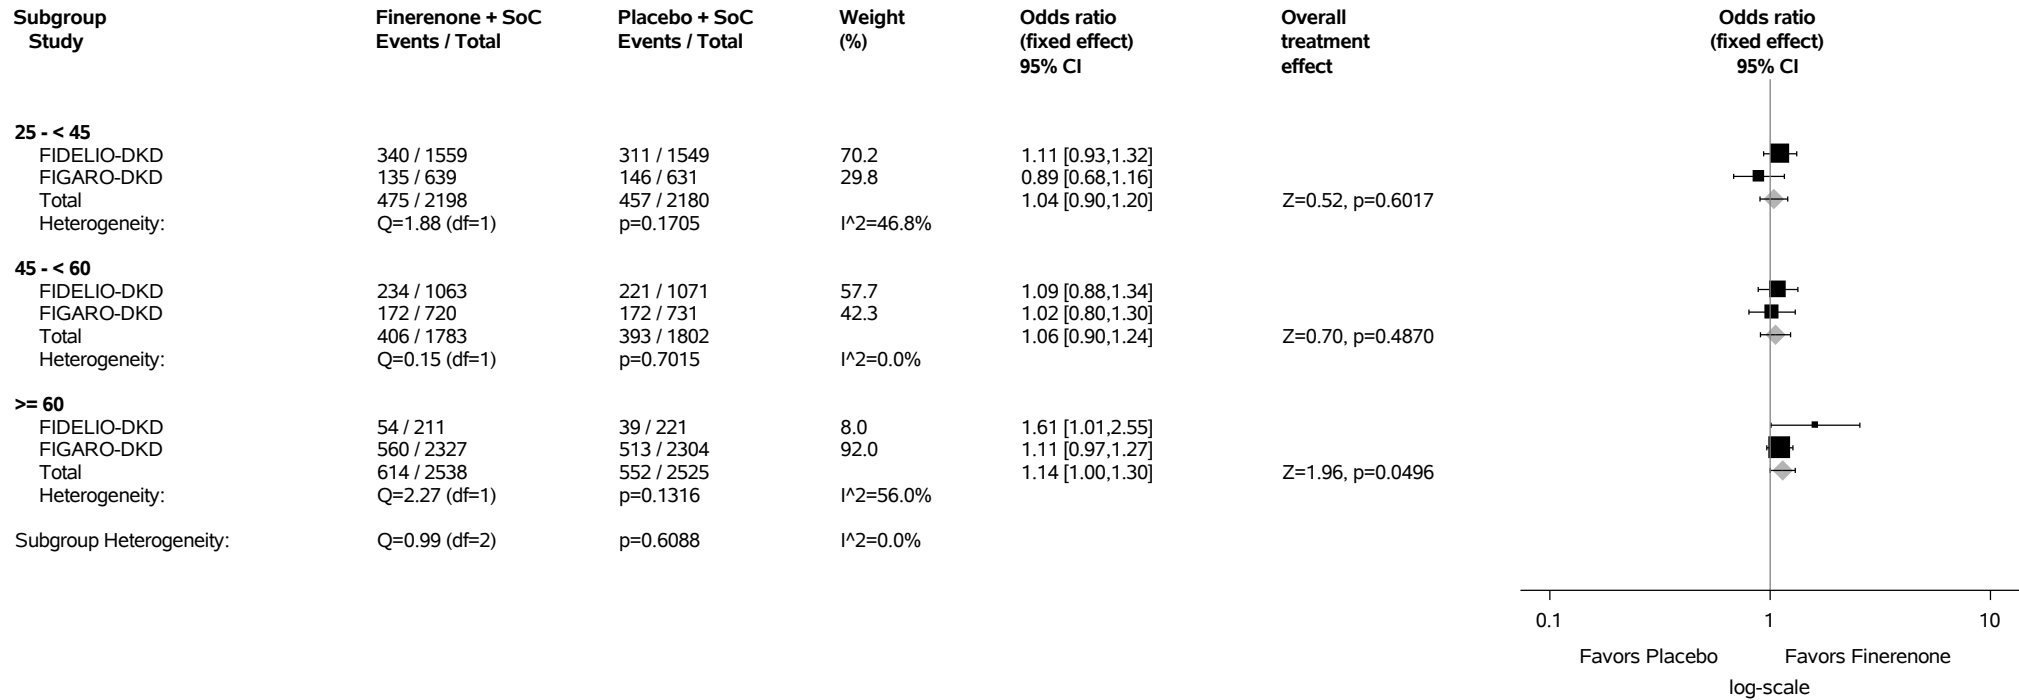 Subgroup Finerenone + SoC Placebo + SoC Weight Odds ratio Overall Odds ratio
Study Events / Total Events / Total (%) (fixed effect) treatment (fixed effect)
95% CI effect 95% CI
25 - < 45
FIDELIO-DKD 340 / 1559 311 / 1549 70.2 1.11 [0.93,1.32]
FIGARO-DKD 135 / 639 146 / 631 29.8 0.89 [0.68,1.16]
Total 475 / 2198 457 / 2180 1.04 [0.90,1.20] Z=0.52, p=0.6017
Heterogeneity: Q=1.88 (df=1) p=0.1705 I^2=46.8%
45 - < 60
FIDELIO-DKD 234 / 1063 221 / 1071 57.7 1.09 [0.88,1.34]
FIGARO-DKD 172 / 720 172 / 731 42.3 1.02 [0.80,1.30]
Total 406 / 1783 393 / 1802 1.06 [0.90,1.24] Z=0.70, p=0.4870
Heterogeneity: Q=0.15 (df=1) p=0.7015 I^2=0.0%
>= 60
FIDELIO-DKD 54 / 211 39 / 221 8.0 1.61 [1.01,2.55]
FIGARO-DKD 560 / 2327 513 / 2304 92.0 1.11 [0.97,1.27]
Total 614 / 2538 552 / 2525 1.14 [1.00,1.30] Z=1.96, p=0.0496
Heterogeneity: Q=2.27 (df=1) p=0.1316 I^2=56.0%
Subgroup Heterogeneity: Q=0.99 (df=2) p=0.6088 I^2=0.0%
0.1 1 10
Favors Placebo Favors Finerenone
log-scale